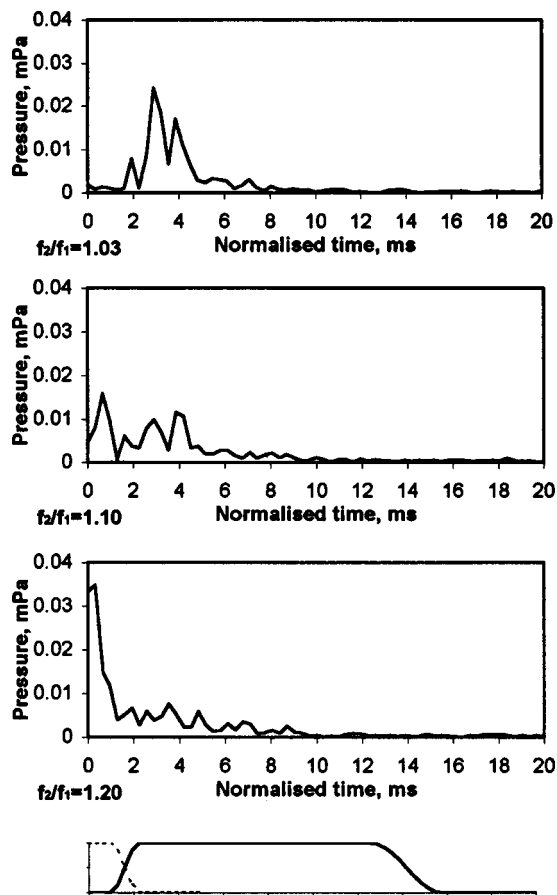 0.04
0.03
0.02
0.01
0
Pressure, mPa
0 2 4 6 8 10 12 14 16 18 20
f₂/f₁=1.03
Normalised time, ms
0.04
0.03
0.02
0.01
0
Pressure, mPa
0 2 4 6 8 10 12 14 16 18 20
f₂/f₁=1.10
Normalised time, ms
0.04
0.03
0.02
0.01
0
Pressure, mPa
0 2 4 6 8 10 12 14 16 18 20
f₂/f₁=1.20
Normalised time, ms